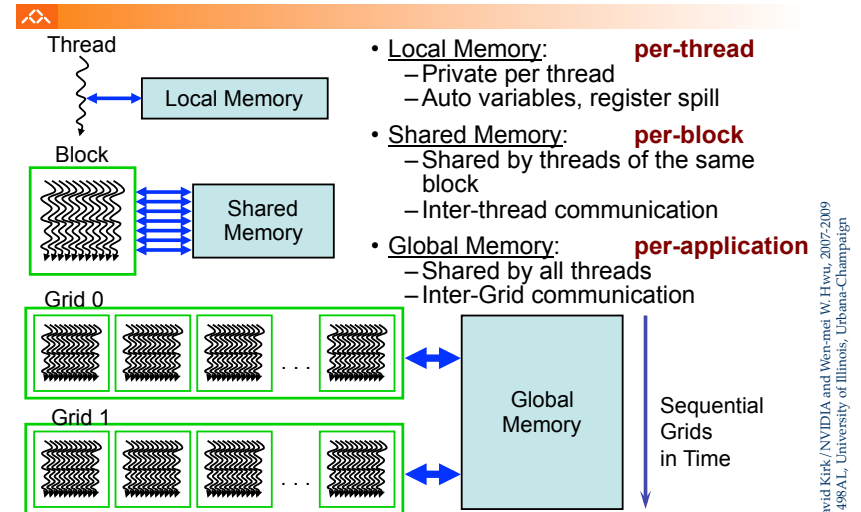 Thread
Local Memory
Block
Shared
Memory
Grid 0
. . .
Grid 1
. . .
Global
Memory
Sequential
Grids
in Time
• Local Memory: per-thread
–Private per thread
–Auto variables, register spill
• Shared Memory: per-block
–Shared by threads of the same
block
–Inter-thread communication
• Global Memory: per-application
–Shared by all threads
–Inter-Grid communication
Kirk/NVIDIA and Wen-mei W. Hwu, 2007-2009
498AL, University of Illinois, Urbana-Champaign